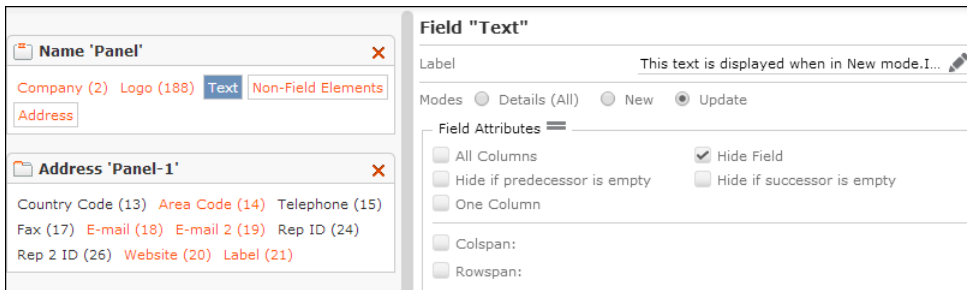 Name 'Panel'
Company (2) Logo (188) Text Non-Field Elements
Address
Address 'Panel-1'
Country Code (13) Area Code (14) Telephone (15)
Fax (17) E-mail (18) E-mail 2 (19) Rep ID (24)
Rep 2 ID (26) Website (20) Label (21)
Field "Text"
Label This text is displayed when in New mode.I...
Modes Details (All) New Update
Field Attributes
All Columns Hide Field
Hide if predecessor is empty Hide if successor is empty
One Column
Colspan:
Rowspan: